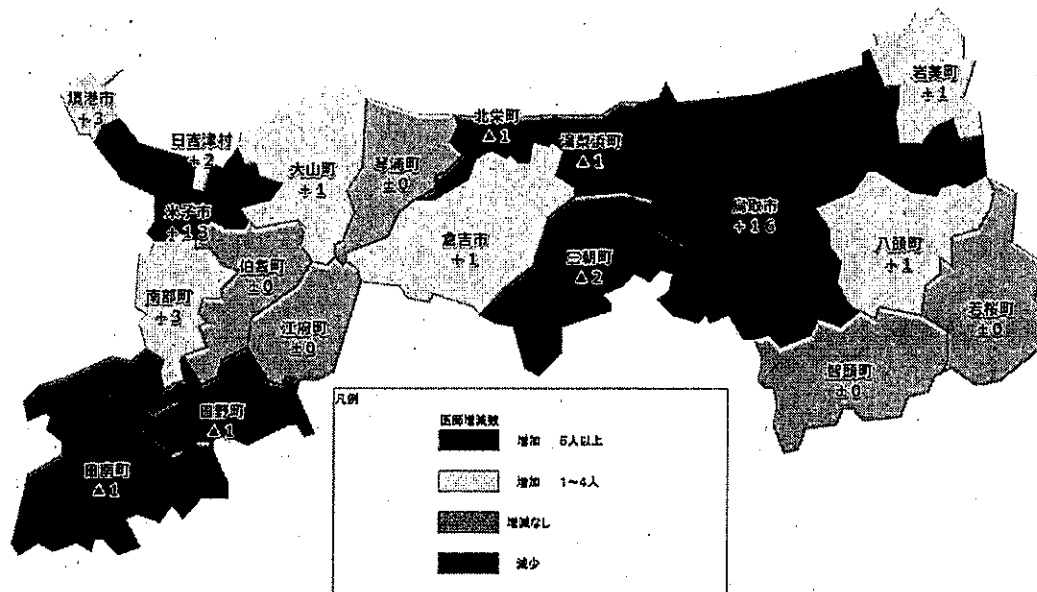 岩美町
+1
境港市
+3
北栄町
△1
日吉津村
+2
湯梨浜町
△1
大山町
+1
琴浦町
±0
米子市
+13
鳥取市
+16
倉吉市
+1
三朝町
△2
八頭町
+1
伯耆町
±0
南部町
+3
江府町
±0
若桜町
±0
智頭町
±0
日野町
△1
日南町
△1
凡例
医師増減数
増加 5人以上
増加 1~4人
増減なし
減少